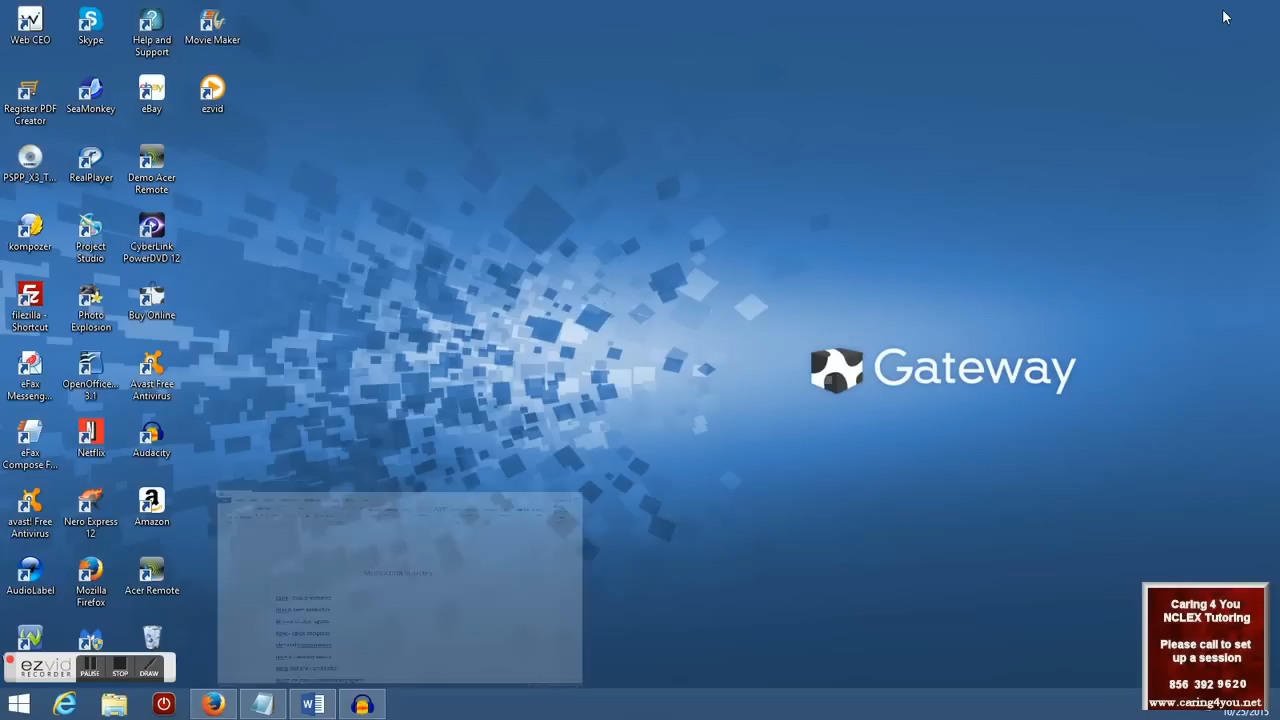 Web CEO
Skype
Help and
Support
Movie Maker
Register PDF
Creator
SeaMonkey
eBay
ezvid
PSPP_X3_T...
RealPlayer
Demo Acer
Remote
kompozer
Project
Studio
CyberLink
PowerDVD 12
filezilla -
Shortcut
Photo
Explosion
Buy Online
Gateway
eFax
Messeng...
OpenOffice...
3.1
Avast Free
Antivirus
eFax
Compose F...
Netflix
Audacity
avast! Free
Antivirus
Nero Express
12
Amazon
AudioLabel
Mozilla
Firefox
Acer Remote
ezvid
RECORDER
PAUSE
STOP
DRAW
Caring 4 You
NCLEX Tutoring
Please call to set
up a session
856 392 9620
www.caring4you.net
10/25/2015